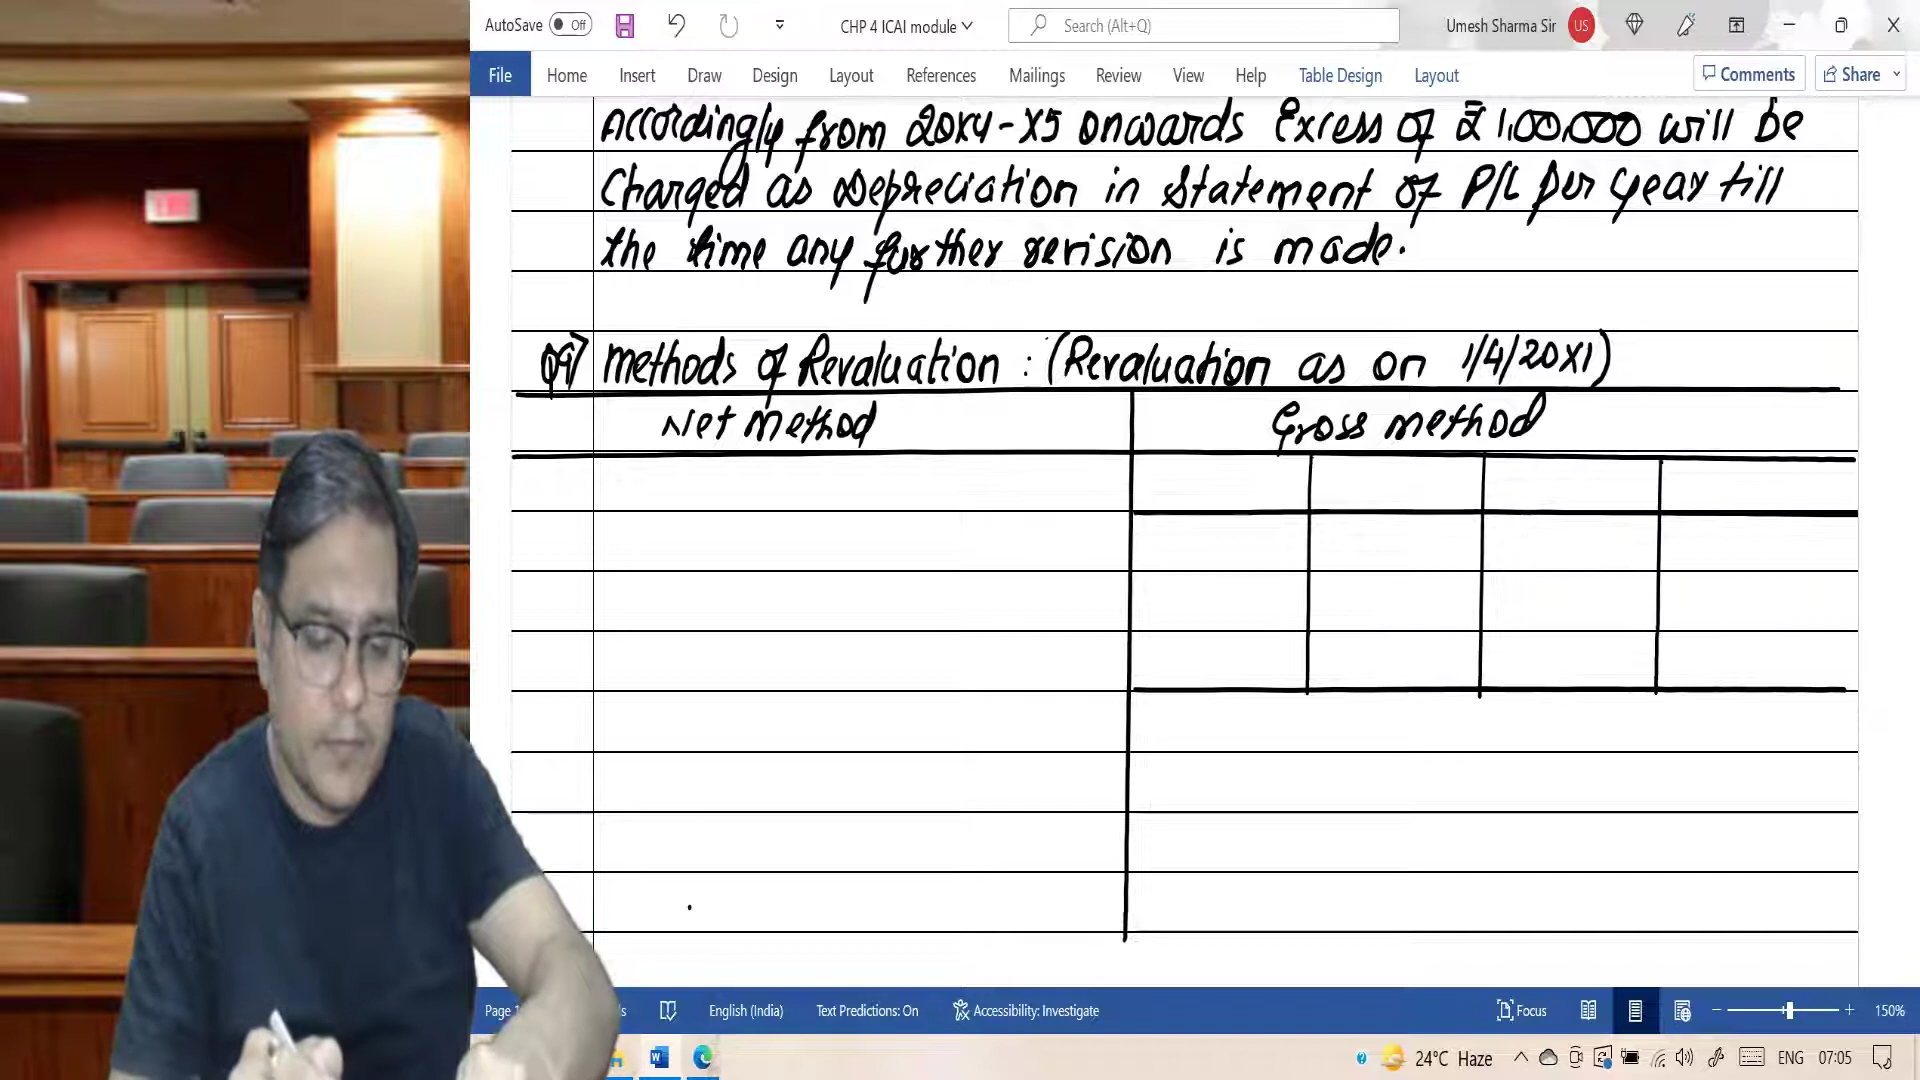 AutoSave Off CHP 4 ICAI module Search (Alt+Q) Umesh Sharma Sir US
File Home Insert Draw Design Layout References Mailings Review View Help Table Design Layout Comments Share
Accordingly from 20X4-X5 onwards Excess of ₹ 1,00,000 will be
Charged as Depreciation in Statement of P/L per year till
the time any further revision is made.
Q9 Methods of Revaluation : (Revaluation as on 1/4/20X1)
Net Method Gross method
Page 1 English (India) Text Predictions: On Accessibility: Investigate Focus 150%
24°C Haze ENG 07:05